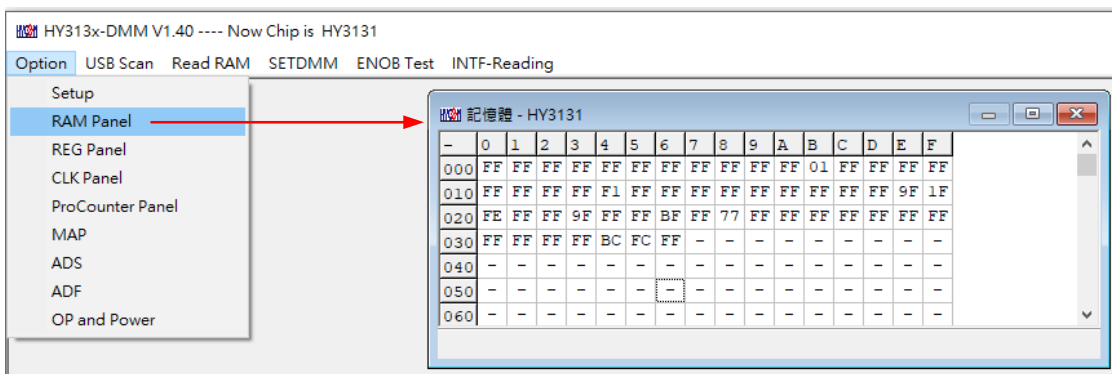 HY313x-DMM V1.40 ---- Now Chip is HY3131
Option USB Scan Read RAM SETDMM ENOB Test INTF-Reading
Setup
RAM Panel
REG Panel
CLK Panel
ProCounter Panel
MAP
ADS
ADF
OP and Power
記憶體 - HY3131
- 0 1 2 3 4 5 6 7 8 9 A B C D E F
000 FF FF FF FF FF FF FF FF FF FF FF 01 FF FF FF FF
010 FF FF FF FF F1 FF FF FF FF FF FF FF FF FF 9F 1F
020 FE FF FF 9F FF FF BF FF 77 FF FF FF FF FF FF FF
030 FF FF FF FF BC FC FF - - - - - - - - -
040 - - - - - - - - - - - - - - - -
050 - - - - - - - - - - - - - - - -
060 - - - - - - - - - - - - - - - -